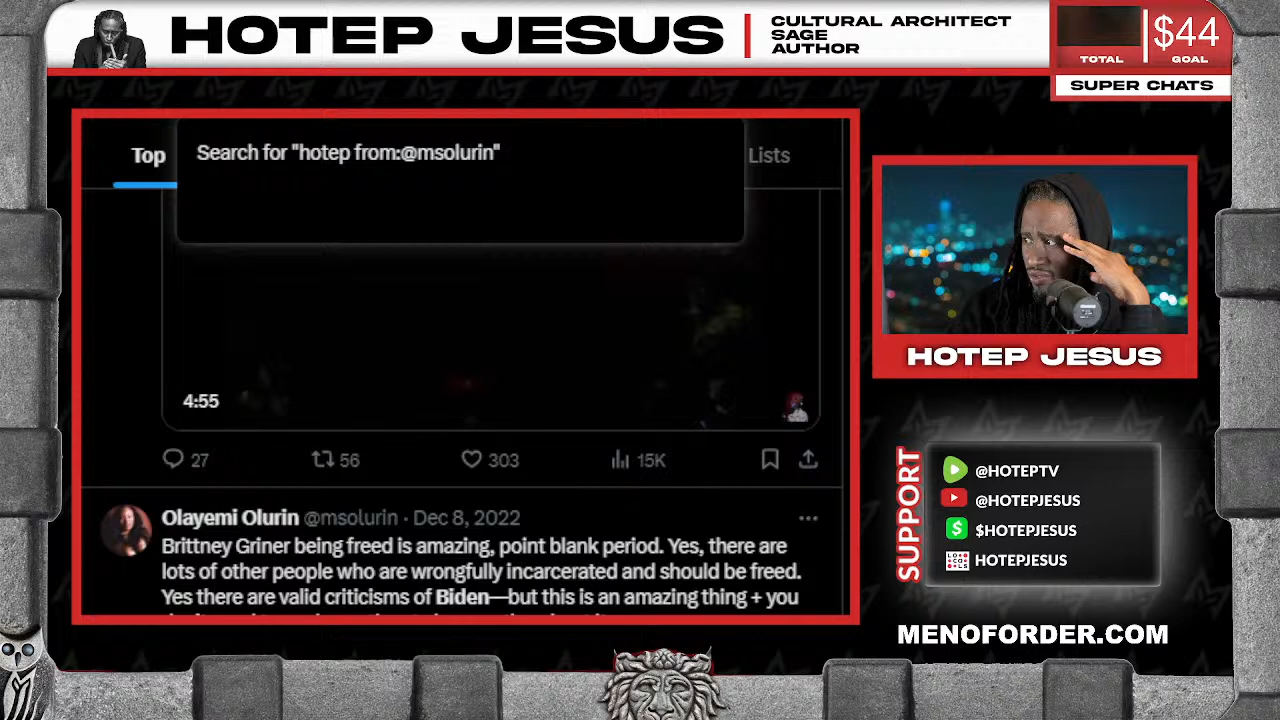 HOTEP JESUS
CULTURAL ARCHITECT
SAGE
AUTHOR
$44
TOTAL
GOAL
SUPER CHATS
Top
Search for "hotep from:@msolurin"
Lists
4:55
27
56
303
15K
Olayemi Olurin @msolurin · Dec 8, 2022
Brittney Griner being freed is amazing, point blank period. Yes, there are
lots of other people who are wrongfully incarcerated and should be freed.
Yes there are valid criticisms of Biden—but this is an amazing thing + you
HOTEP JESUS
SUPPORT
@HOTEPTV
@HOTEPJESUS
$HOTEPJESUS
LOCALS HOTEPJESUS
MENOFORDER.COM